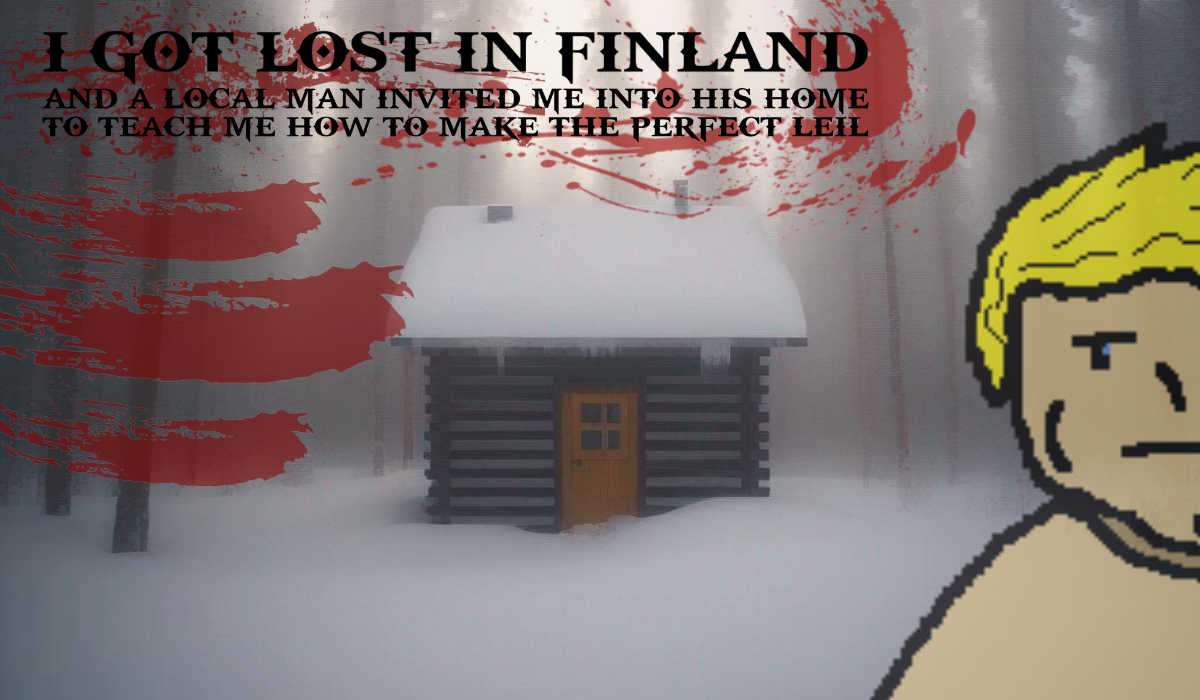 I GOT LOST IN FINLAND
AND A LOCAL MAN INVITED ME INTO HIS HOME
TO TEACH ME HOW TO MAKE THE PERFECT LEIL